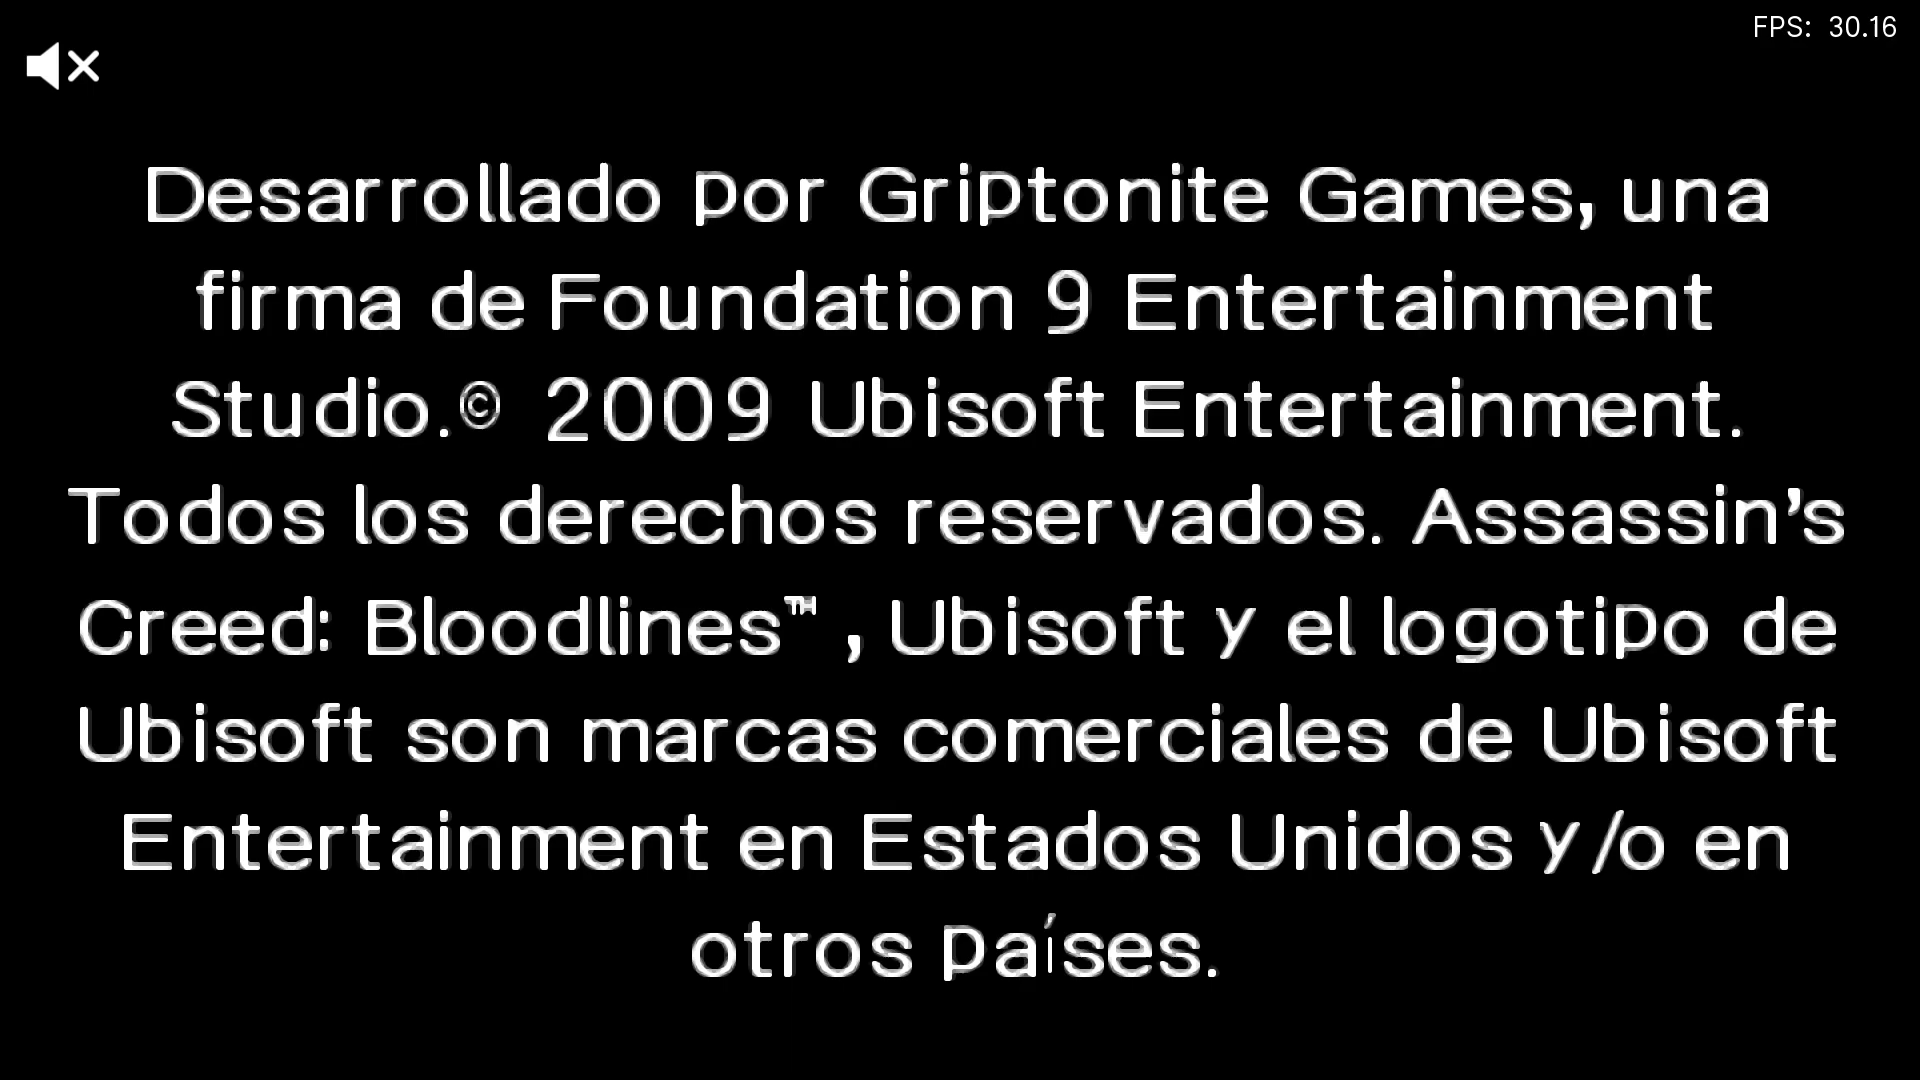 FPS: 30.16
Desarrollado por Griptonite Games, una
firma de Foundation 9 Entertainment
Studio.© 2009 Ubisoft Entertainment.
Todos los derechos reservados. Assassin's
Creed: Bloodlines™ , Ubisoft y el logotipo de
Ubisoft son marcas comerciales de Ubisoft
Entertainment en Estados Unidos y/o en
otros países.